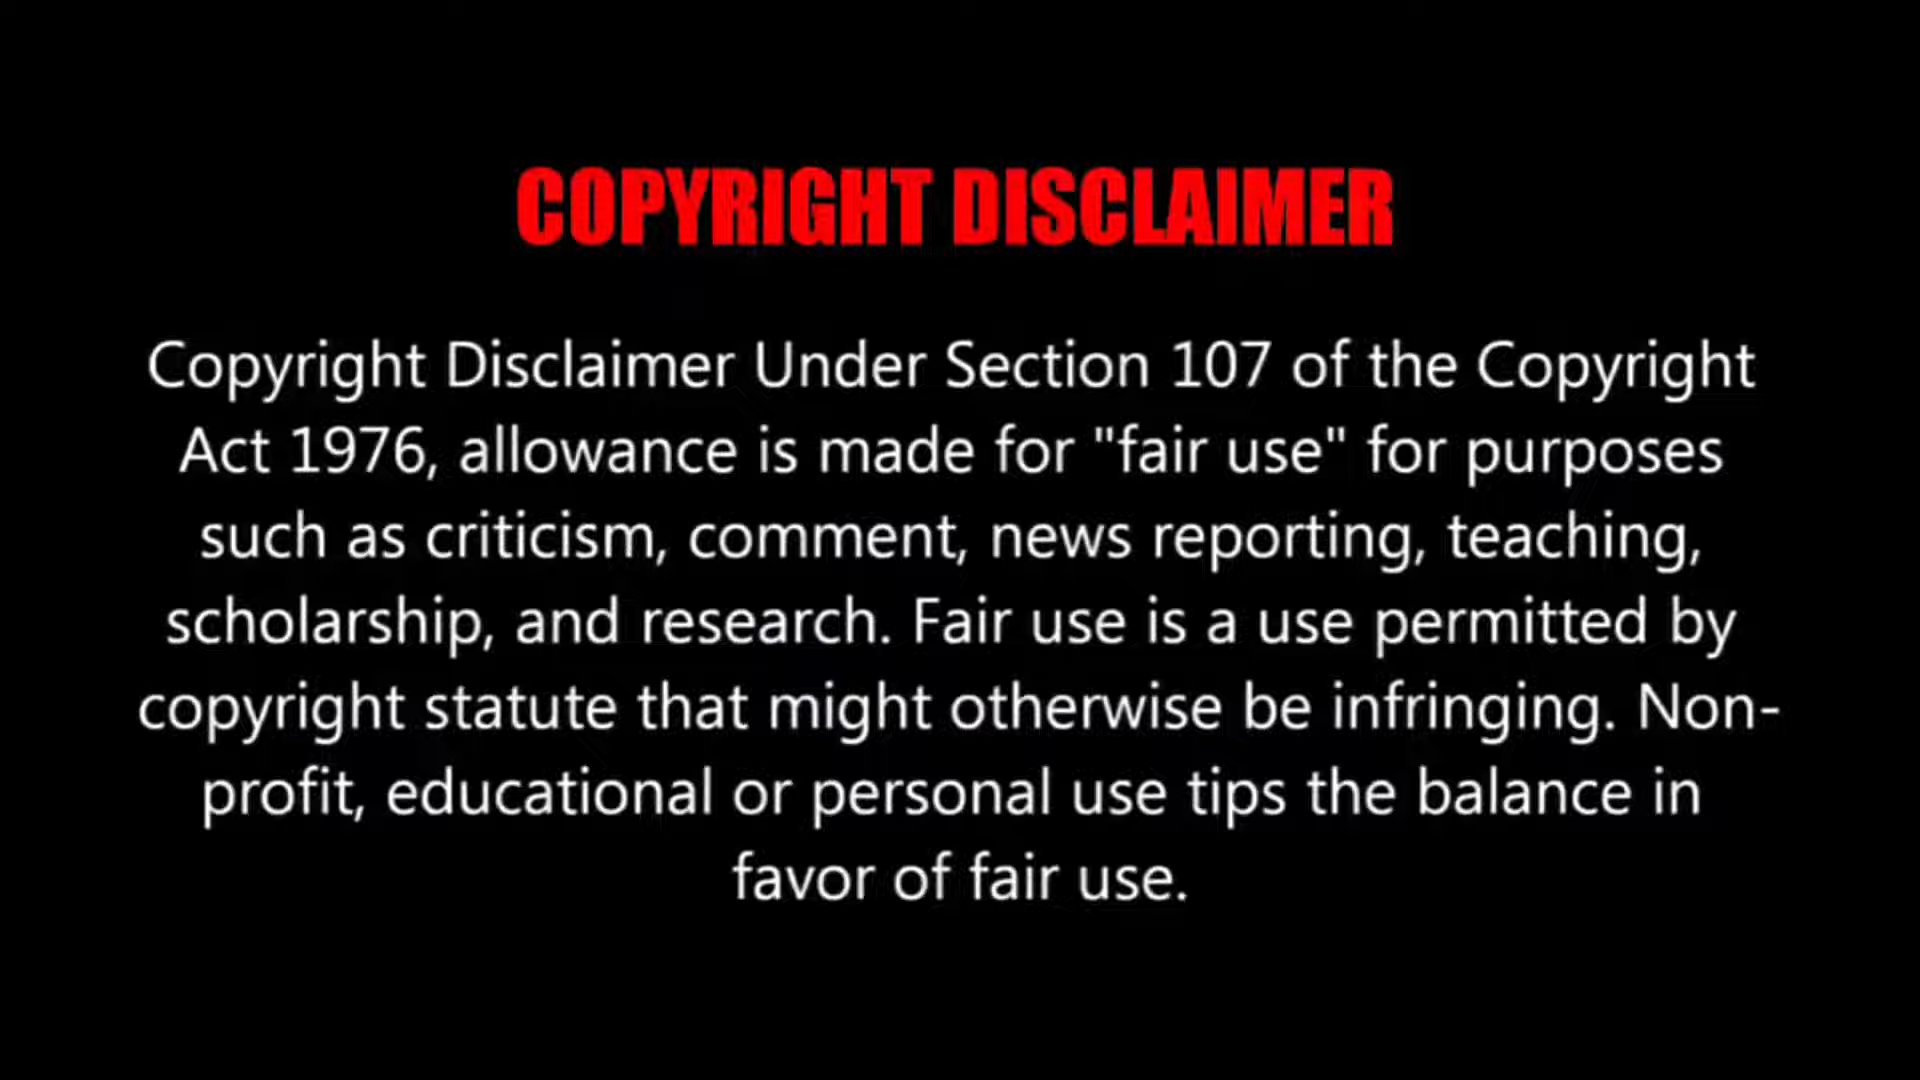 COPYRIGHT DISCLAIMER
Copyright Disclaimer Under Section 107 of the Copyright
Act 1976, allowance is made for "fair use" for purposes
such as criticism, comment, news reporting, teaching,
scholarship, and research. Fair use is a use permitted by
copyright statute that might otherwise be infringing. Non-
profit, educational or personal use tips the balance in
favor of fair use.